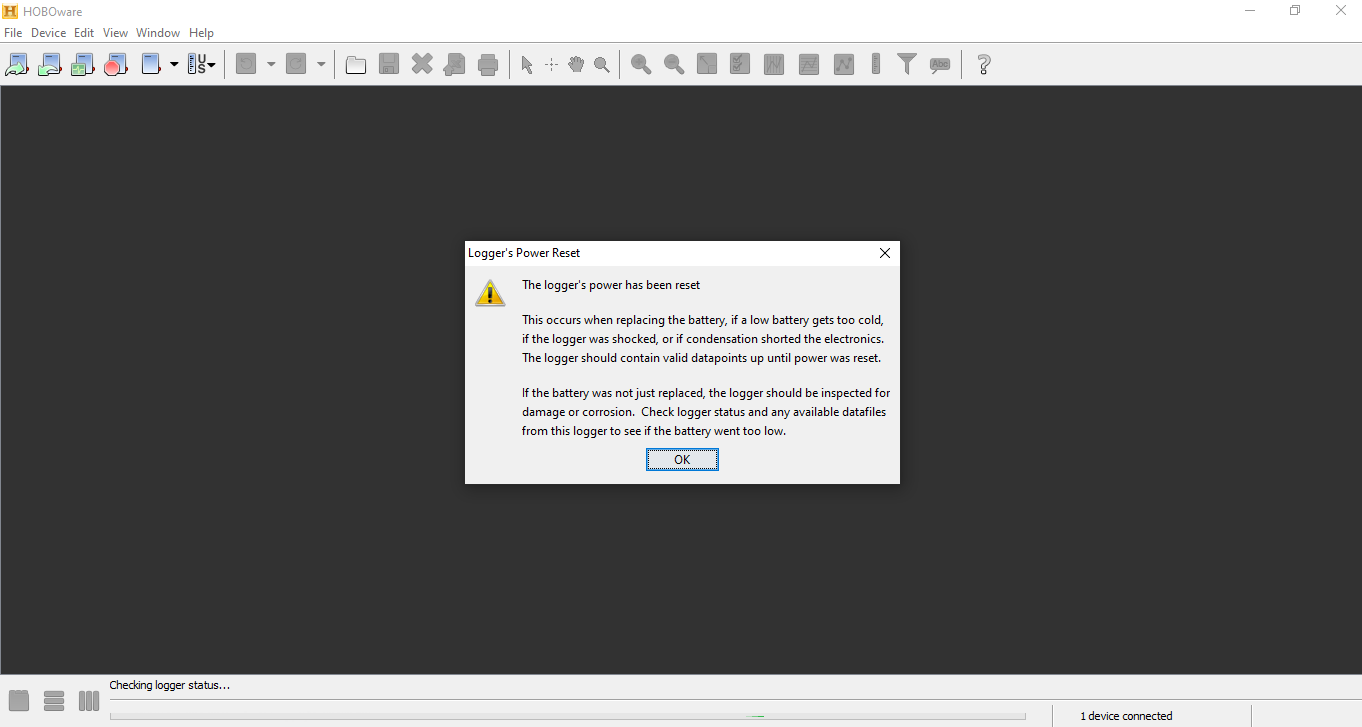 HOBOware
File Device Edit View Window Help
U
S
Abc
?
Logger's Power Reset
The logger's power has been reset
This occurs when replacing the battery, if a low battery gets too cold,
if the logger was shocked, or if condensation shorted the electronics.
The logger should contain valid datapoints up until power was reset.
If the battery was not just replaced, the logger should be inspected for
damage or corrosion.  Check logger status and any available datafiles
from this logger to see if the battery went too low.
OK
Checking logger status...
1 device connected